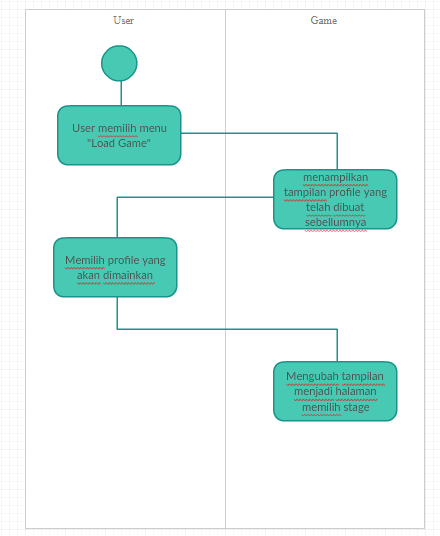 User
Game
User memilih menu
"Load Game"
menampilkan
tampilan profile yang
telah dibuat
sebellumnya
Memilih profile yang
akan dimainkan
Mengubah tampilan
menjadi halaman
memilih stage